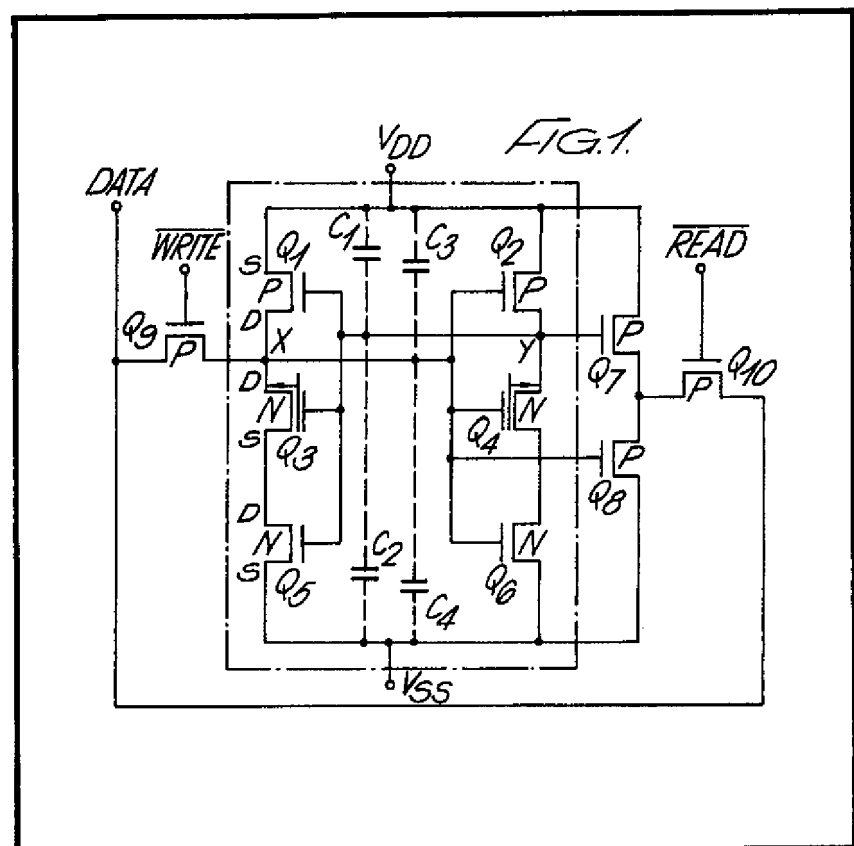 FIG.1.
VDD
DATA
WRITE
READ
C1
C3
Q1
Q2
S
P
D
P
Q9
P
X
Y
P
Q7
P
Q10
D
N
S
Q3
Q4
N
P
Q8
D
N
S
Q5
C2
C4
N
Q6
VSS